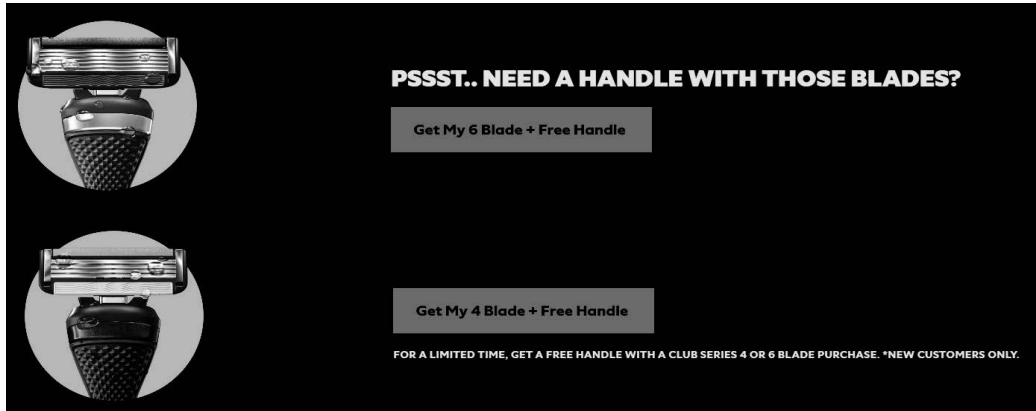 PSSST.. NEED A HANDLE WITH THOSE BLADES?
Get My 6 Blade + Free Handle
Get My 4 Blade + Free Handle
FOR A LIMITED TIME, GET A FREE HANDLE WITH A CLUB SERIES 4 OR 6 BLADE PURCHASE. *NEW CUSTOMERS ONLY.